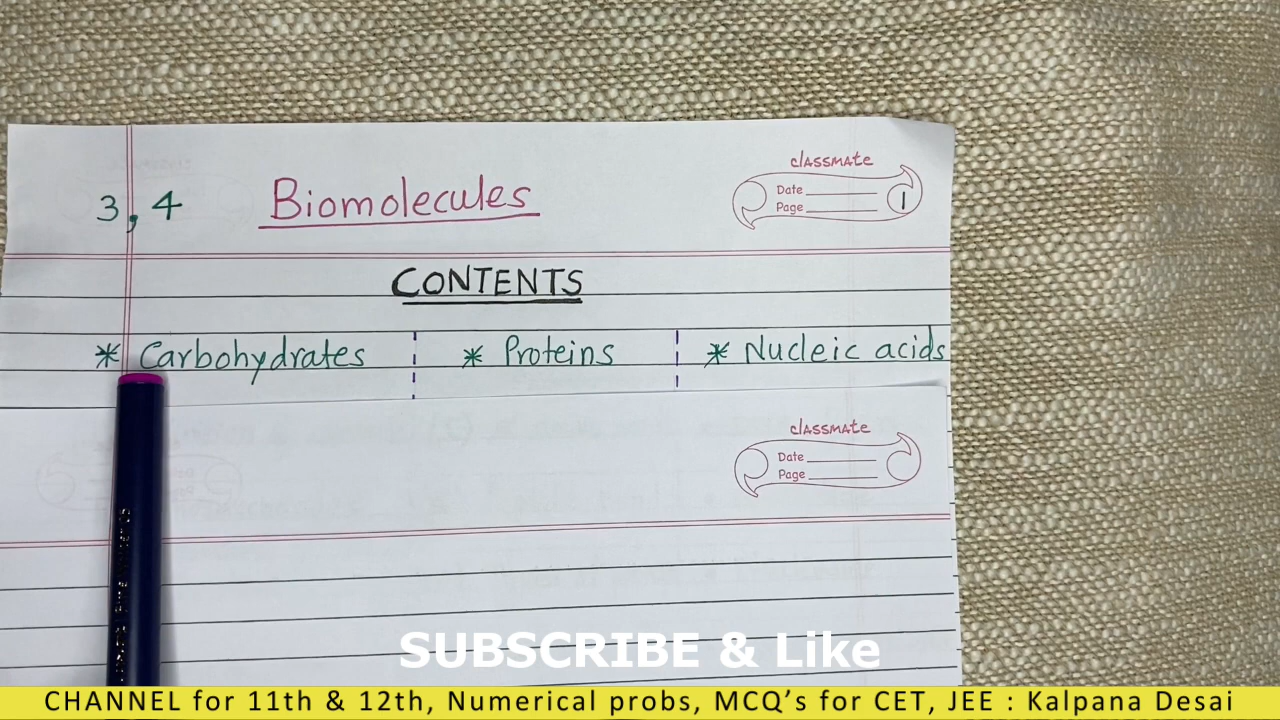 3, 4 Biomolecules
classmate
Date
Page 1
CONTENTS
* Carbohydrates * Proteins * Nucleic acids
classmate
Date
Page
SUBSCRIBE & Like
CHANNEL for 11th & 12th, Numerical probs, MCQ’s for CET, JEE : Kalpana Desai